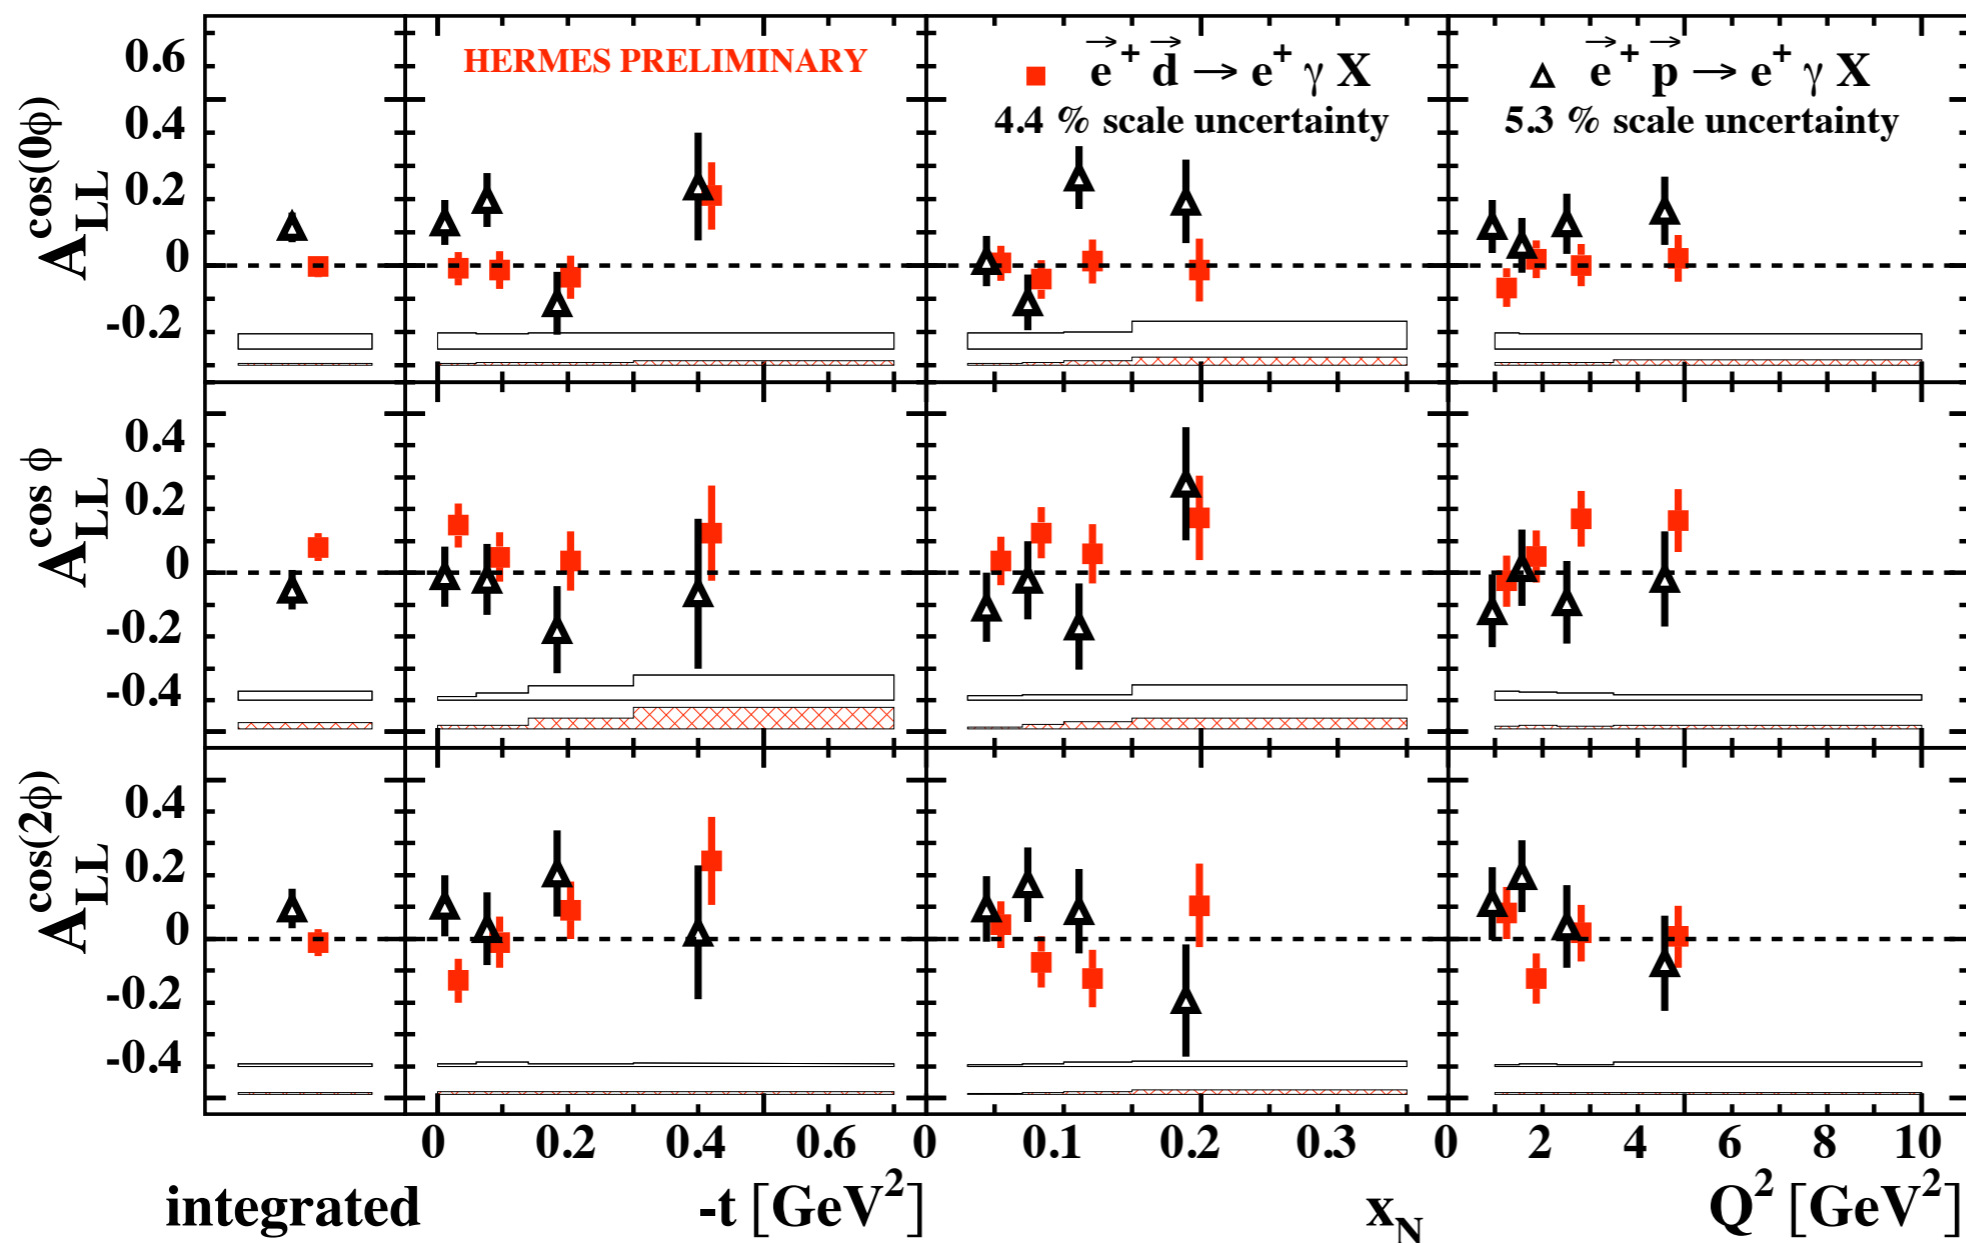 HERMES PRELIMINARY
e⃗⁺ d⃗ → e⁺ γ X
4.4 % scale uncertainty
e⃗⁺ p⃗ → e⁺ γ X
5.3 % scale uncertainty
A_LL^cos(0ϕ)
0.6
0.4
0.2
0
-0.2
A_LL^cos ϕ
0.4
0.2
0
-0.2
-0.4
A_LL^cos(2ϕ)
0.4
0.2
0
-0.2
-0.4
0 0.2 0.4 0.6 0 0.1 0.2 0.3 0 2 4 6 8 10
integrated -t [GeV²] x_N Q² [GeV²]